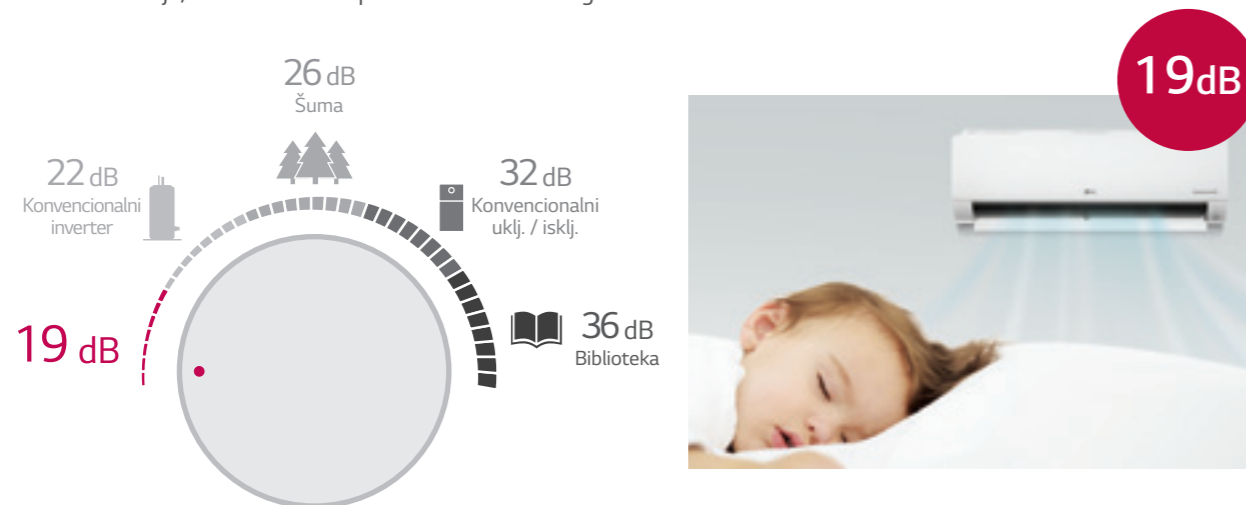 26 dB
Šuma
22 dB
Konvencionalni
inverter
32 dB
Konvencionalni
uklj. / isklj.
19 dB
36 dB
Biblioteka
19dB